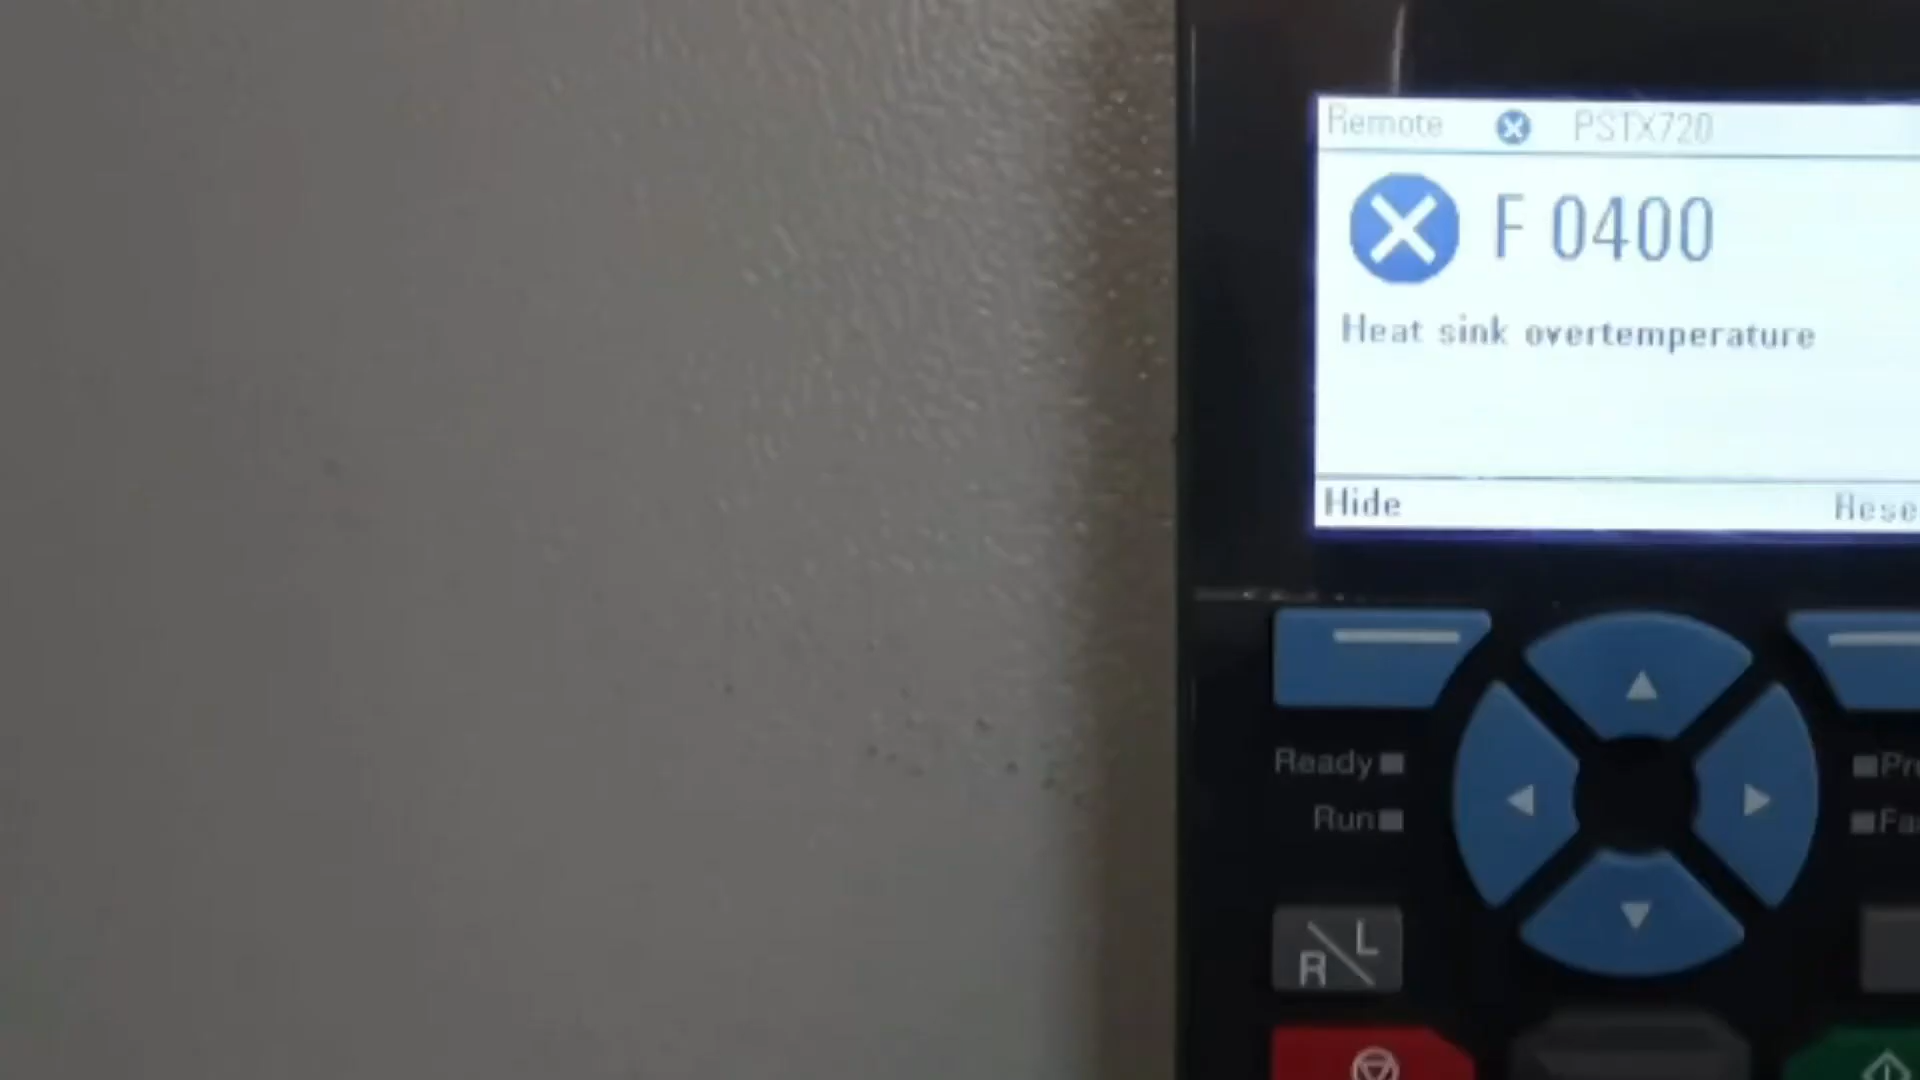 Remote PSTX720
F 0400
Heat sink overtemperature
Hide
Ready
Run
R/L